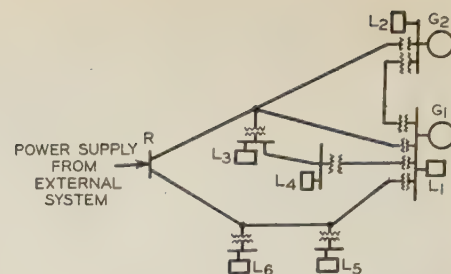 L2
G2
G1
POWER SUPPLY
FROM
EXTERNAL
SYSTEM
R
L3
L4
L1
L6
L5